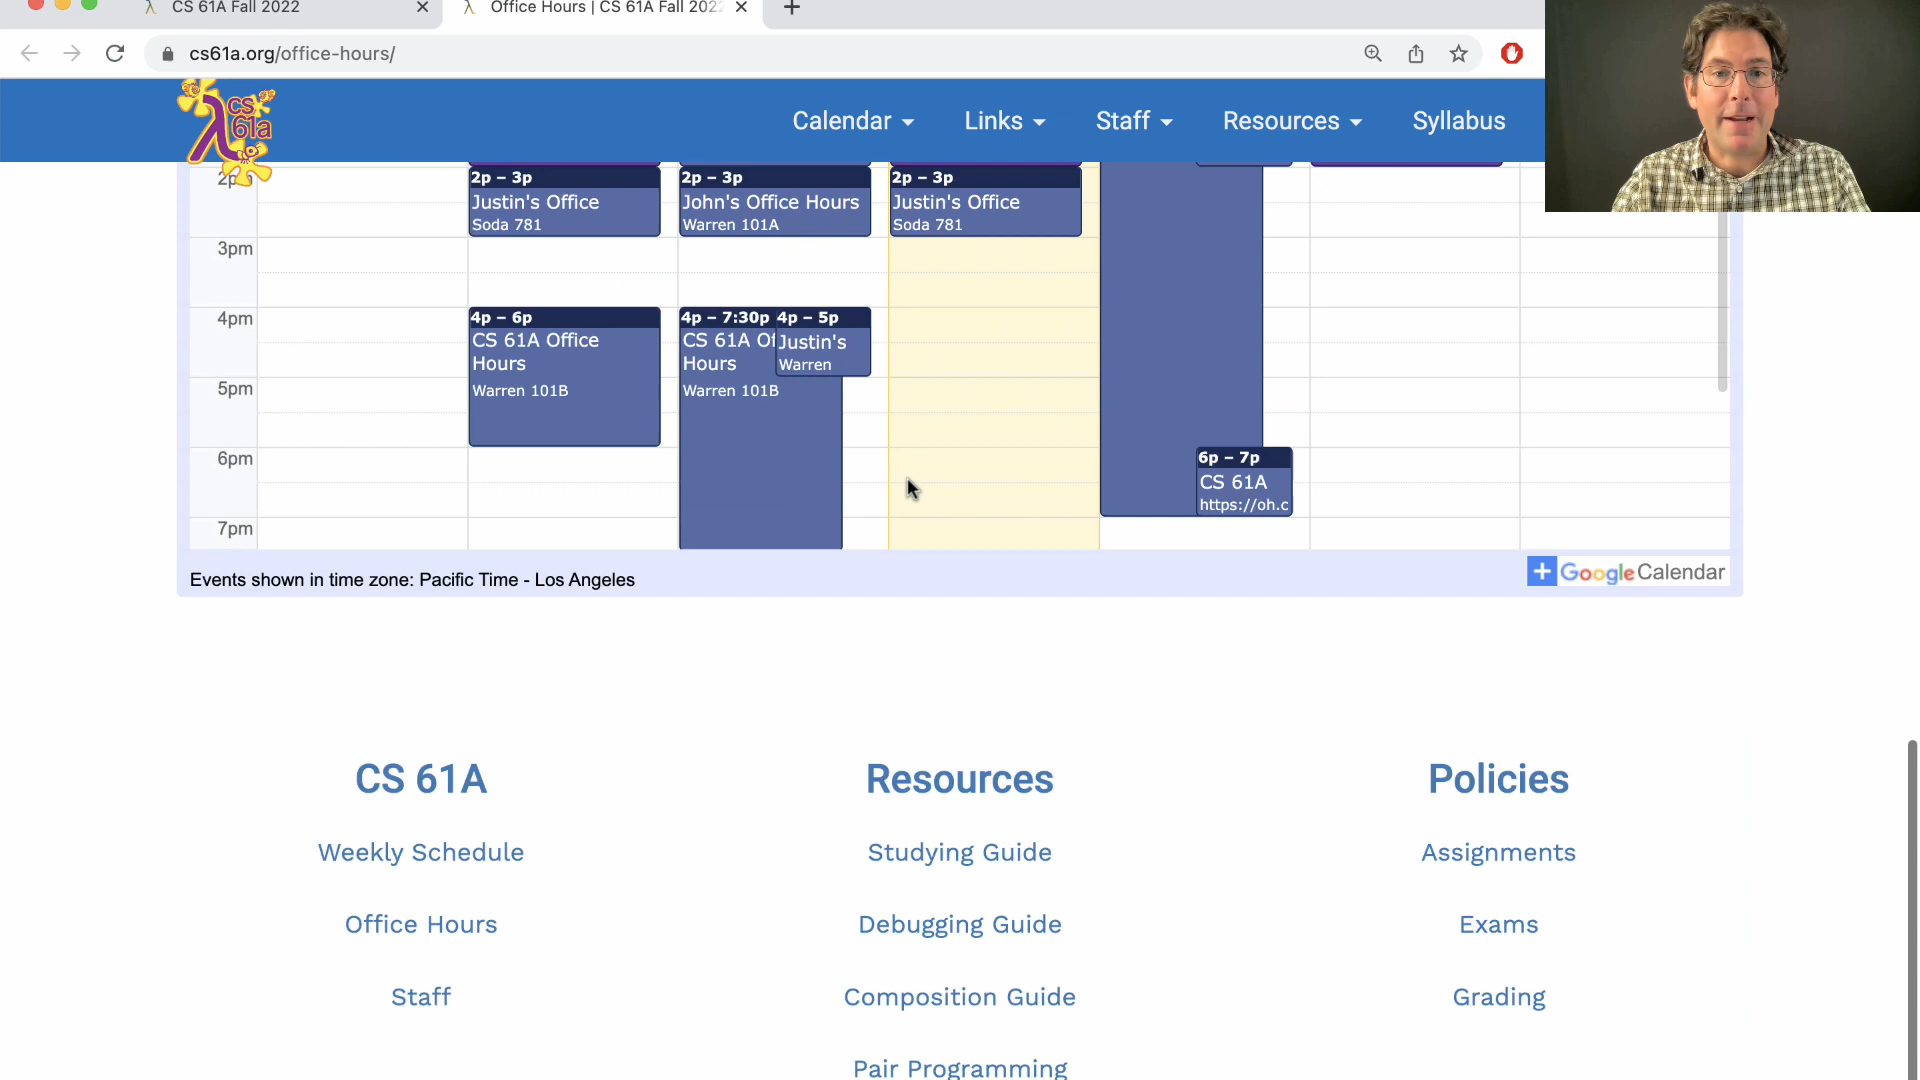 CS 61A Fall 2022
Office Hours | CS 61A Fall 202
cs61a.org/office-hours/
CS
61a
Calendar
Links
Staff
Resources
Syllabus
2p – 3p
Justin's Office
Soda 781
2p – 3p
John's Office Hours
Warren 101A
2p – 3p
Justin's Office
Soda 781
3pm
4pm
4p – 6p
CS 61A Office
Hours
Warren 101B
4p – 7:30p
CS 61A Of
Hours
Warren 101B
4p – 5p
Justin's
Warren
5pm
6pm
6p – 7p
CS 61A
https://oh.c
7pm
Events shown in time zone: Pacific Time - Los Angeles
Google Calendar
CS 61A
Weekly Schedule
Office Hours
Staff
Resources
Studying Guide
Debugging Guide
Composition Guide
Pair Programming
Policies
Assignments
Exams
Grading